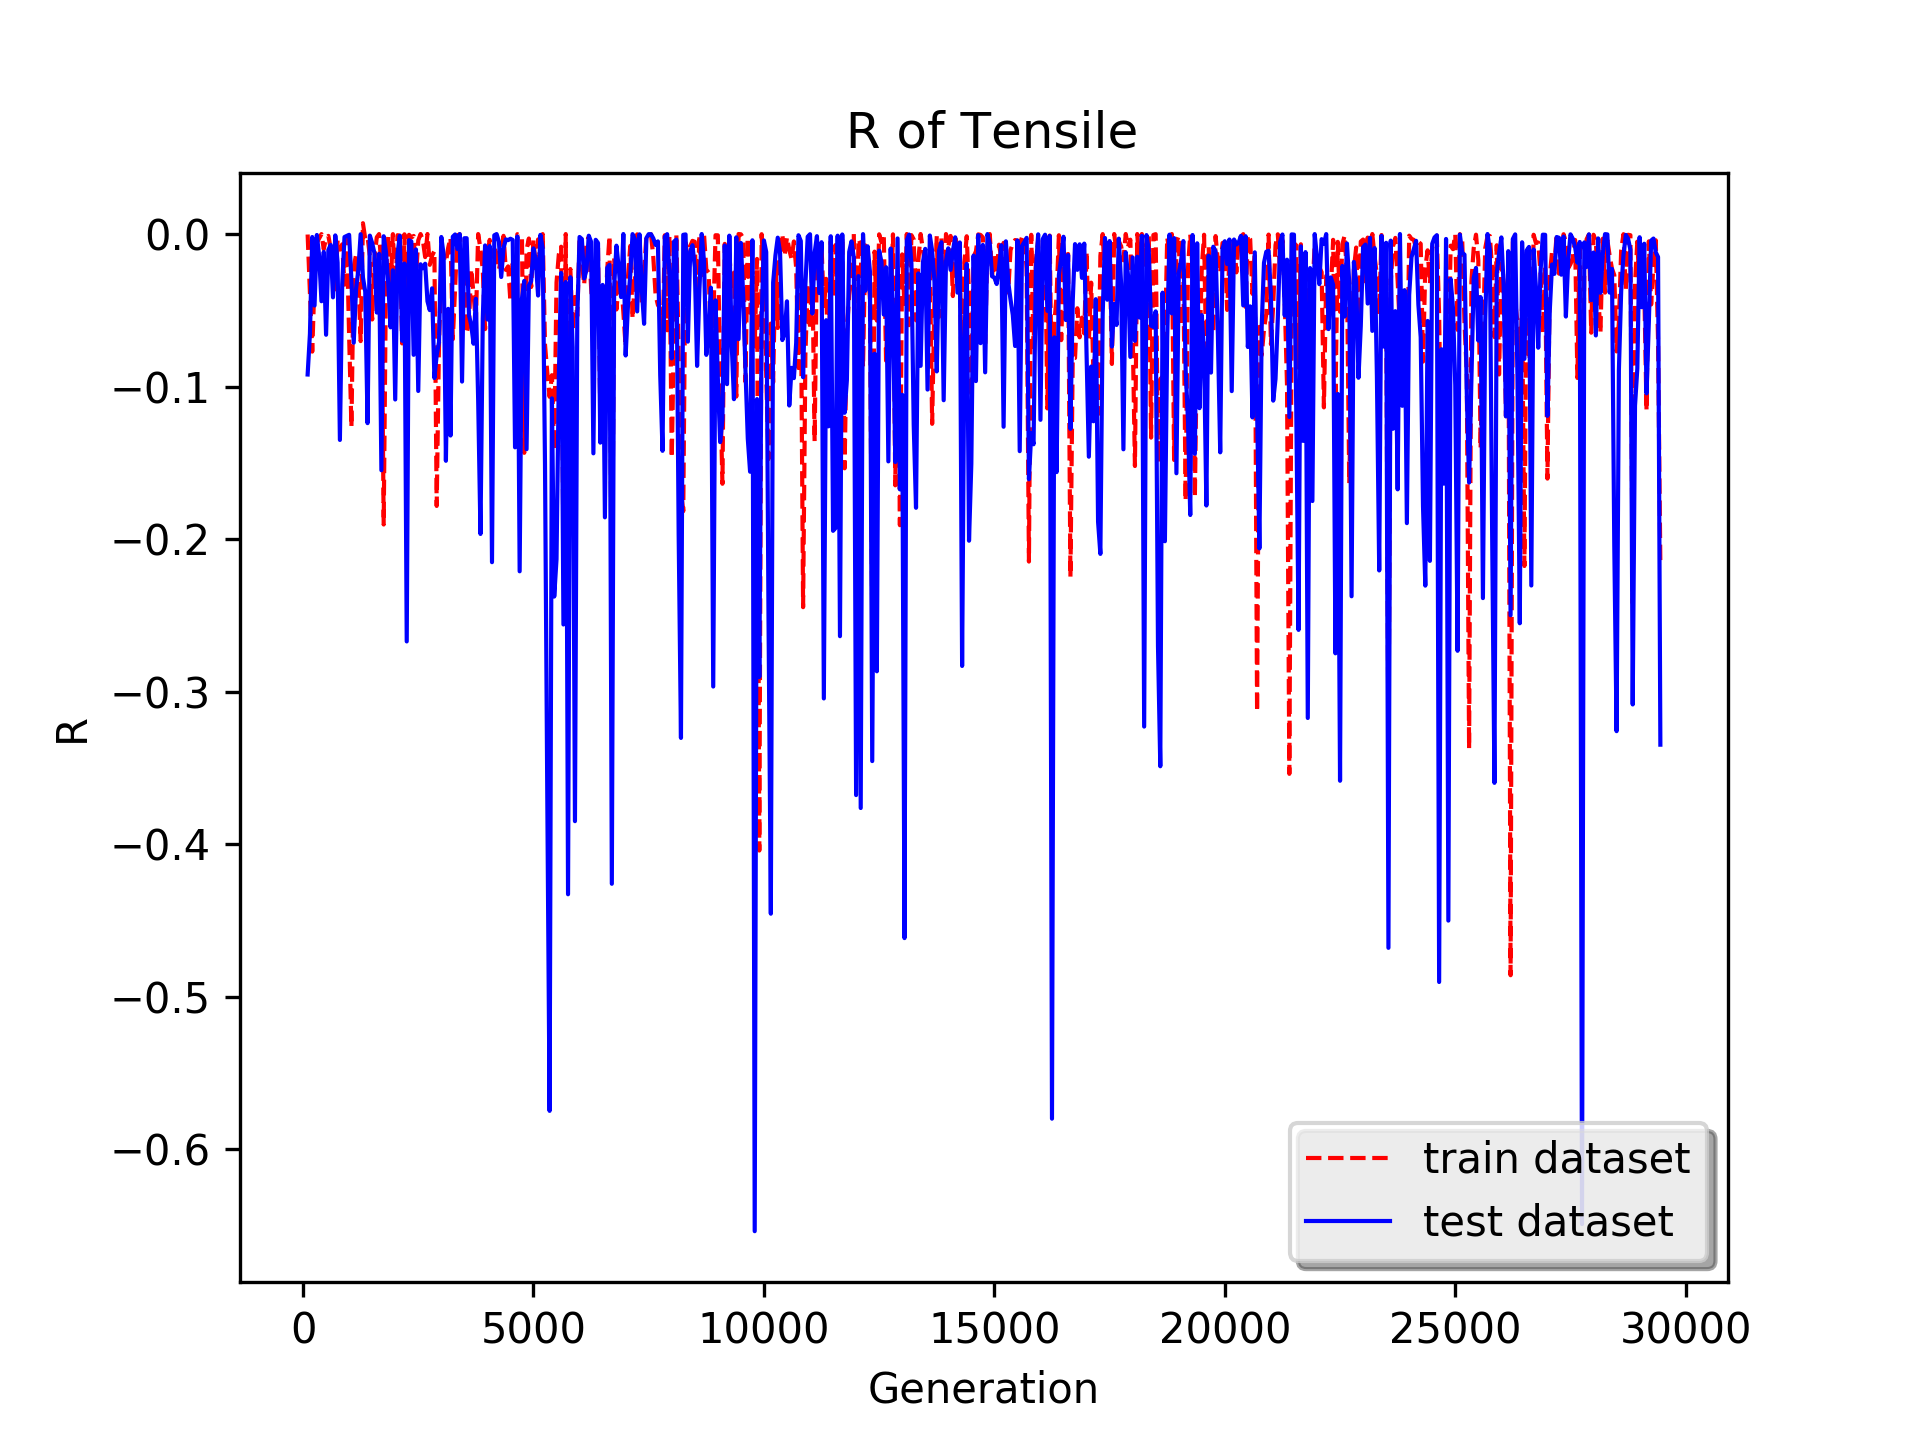 R of Tensile
0.0
−0.1
−0.2
−0.3
−0.4
−0.5
−0.6
R
train dataset
test dataset
0 5000 10000 15000 20000 25000 30000
Generation